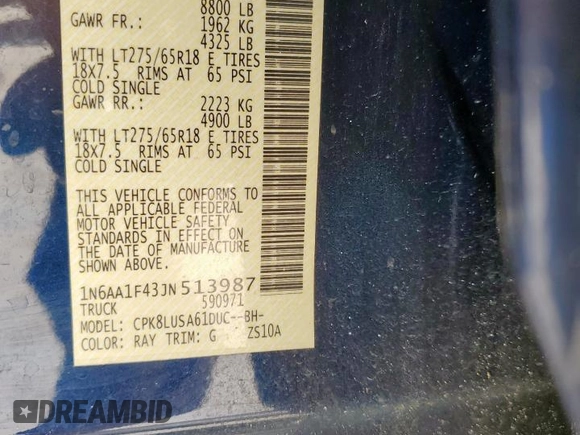 8800 LB
GAWR FR: 1962 KG
4325 LB
WITH LT275/65R18 E TIRES
18X7.5 RIMS AT 65 PSI
COLD SINGLE
GAWR RR: 2223 KG
4900 LB
WITH LT275/65R18 E TIRES
18X7.5 RIMS AT 65 PSI
COLD SINGLE
THIS VEHICLE CONFORMS TO
ALL APPLICABLE FEDERAL
MOTOR VEHICLE SAFETY
STANDARDS IN EFFECT ON
THE DATE OF MANUFACTURE
SHOWN ABOVE.
1N6AA1F43JN513987
TRUCK 590971
MODEL: CPK8LUSA61DUC--BH-
COLOR: RAY TRIM: G ZS10A
DREAMBID